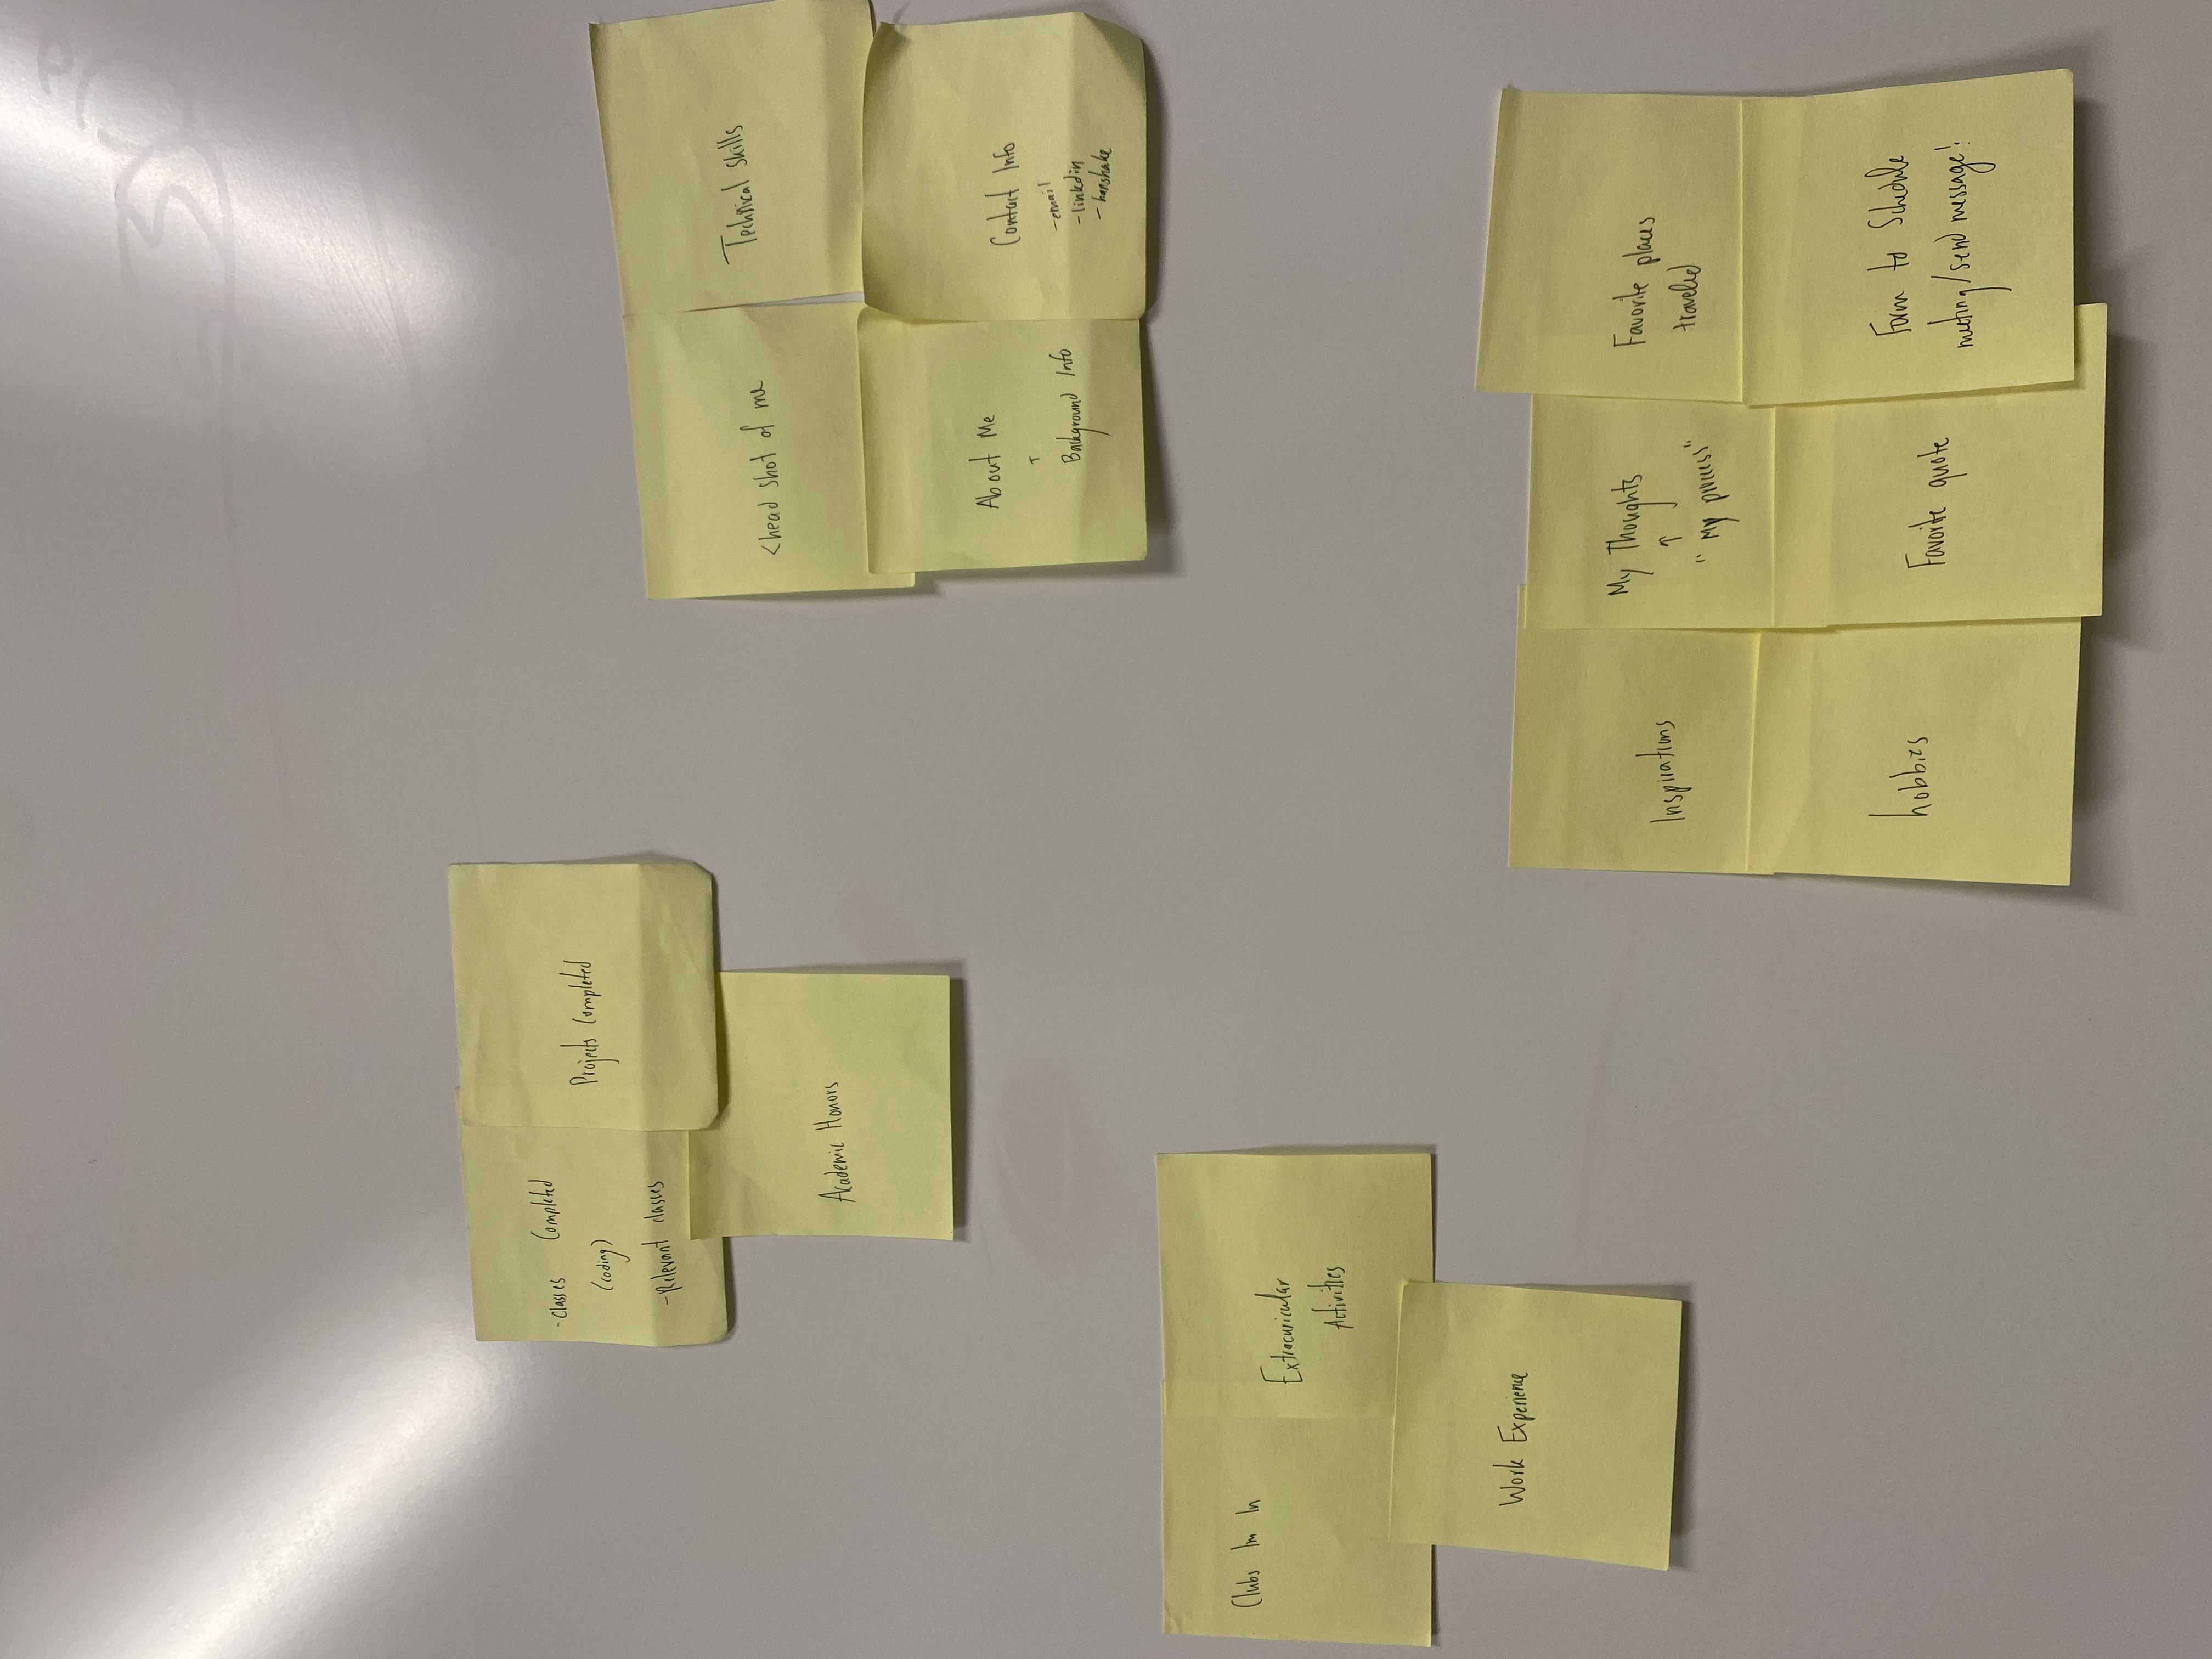 -Classes Completed
(coding)
-Relevant classes
Projects Completed
Academic Honors
<head shot of me
Technical skills
About Me
Background Info
Contact Info
-email
-linkdin
-hanshake
Clubs Im In
Extracuricular
Activities
Work Experience
Inspirations
My Thoughts
↑
"My process"
Favorite places
traveled
hobbies
Favorite quote
Form to Schedule
meeting/send message!